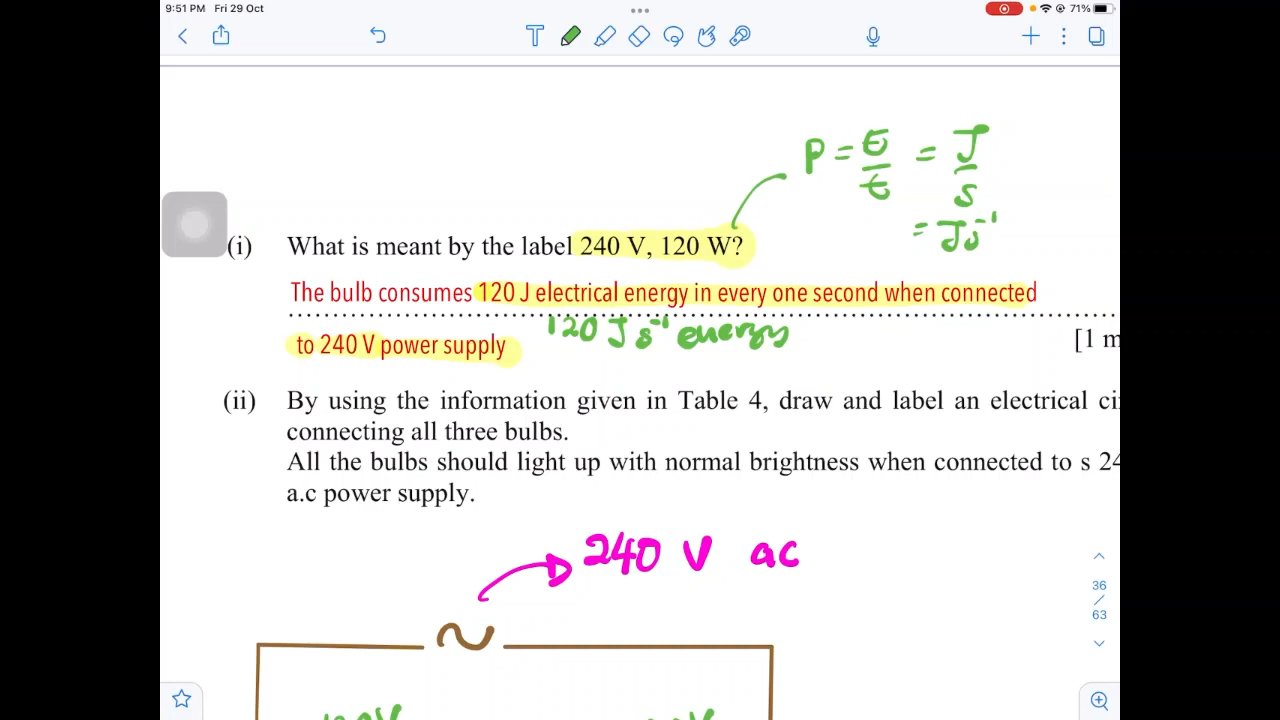 9:51 PM Fri 29 Oct
71%
T
P = E/t = J/s
= Js⁻¹
(i) What is meant by the label 240 V, 120 W?
The bulb consumes 120 J electrical energy in every one second when connected
120 J s⁻¹ energy
to 240 V power supply
[1 m
(ii) By using the information given in Table 4, draw and label an electrical ci
connecting all three bulbs.
All the bulbs should light up with normal brightness when connected to s 24
a.c power supply.
240 V ac
36
/
63